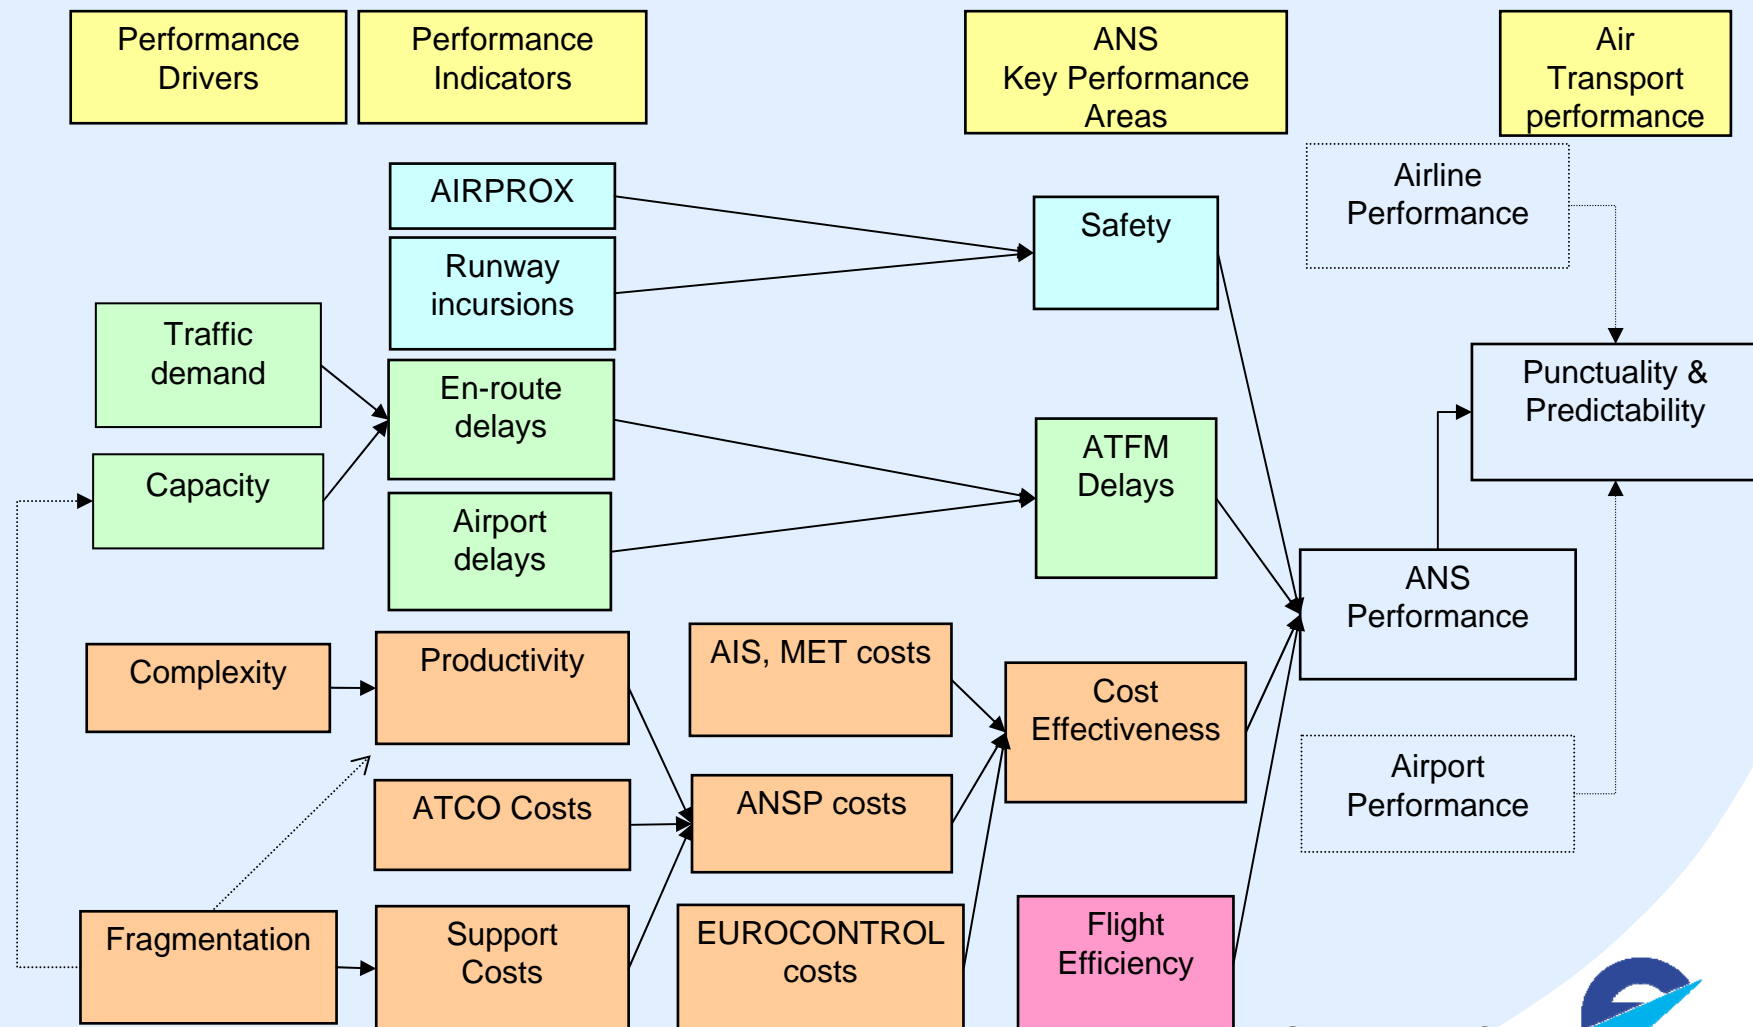 Performance
Drivers
Performance
Indicators
ANS
Key Performance
Areas
Air
Transport
performance
AIRPROX
Runway
incursions
Safety
Airline
Performance
Traffic
demand
En-route
delays
Punctuality &
Predictability
Capacity
Airport
delays
ATFM
Delays
ANS
Performance
Complexity
Productivity
AIS, MET costs
Cost
Effectiveness
ATCO Costs
ANSP costs
Airport
Performance
Fragmentation
Support
Costs
EUROCONTROL
costs
Flight
Efficiency